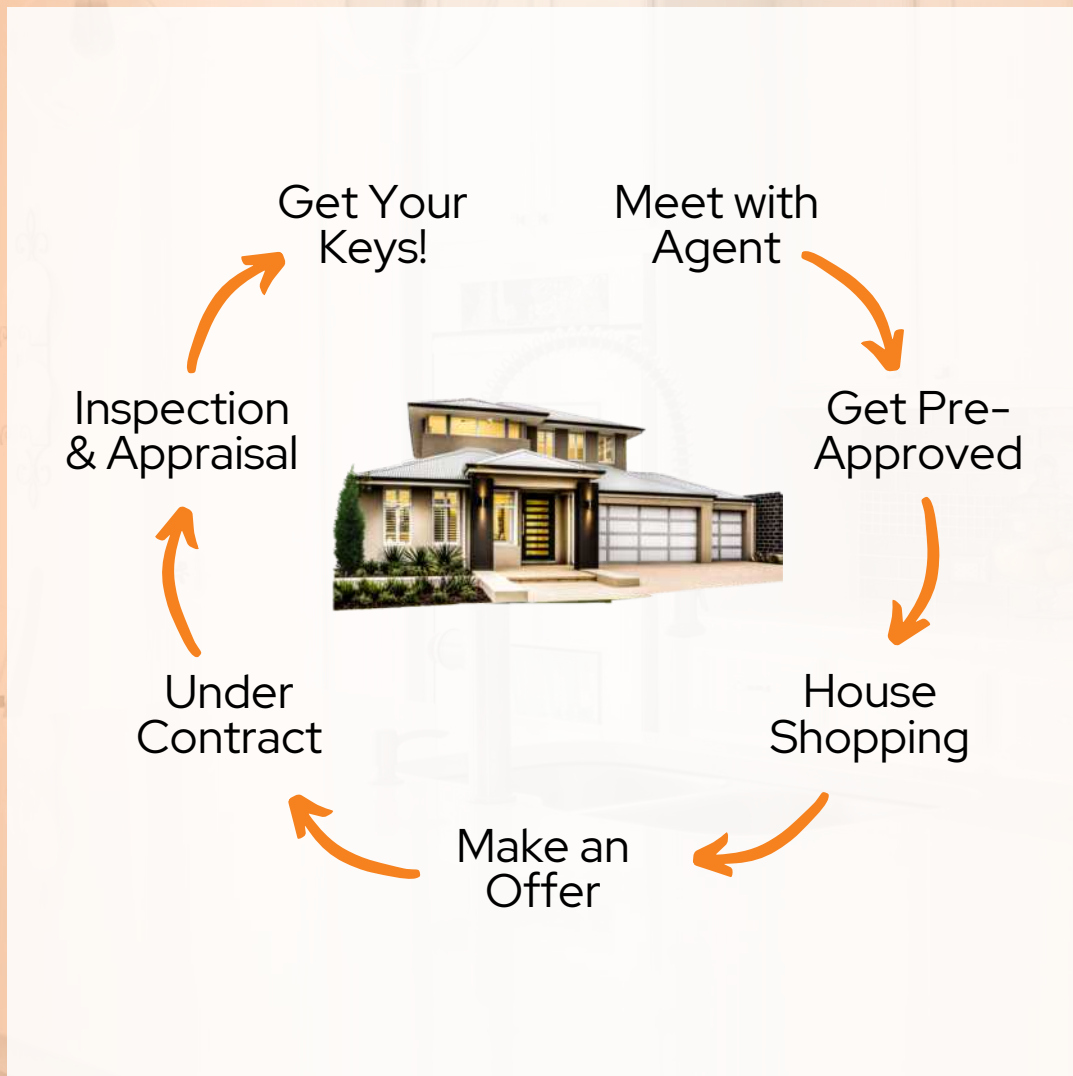 Meet with
Agent
Get Pre-
Approved
House
Shopping
Make an
Offer
Under
Contract
Inspection
& Appraisal
Get Your
Keys!